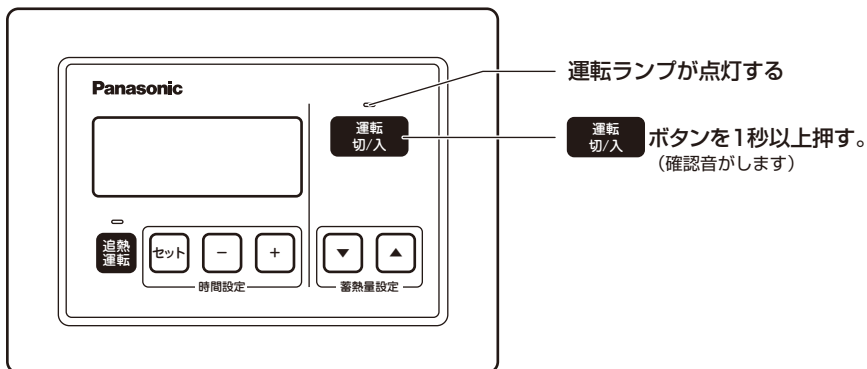 Panasonic
運転
切/入
追熱
運転
セット
−
+
時間設定
▼
▲
蓄熱量設定
運転ランプが点灯する
運転
切/入
ボタンを1秒以上押す。
(確認音がします)